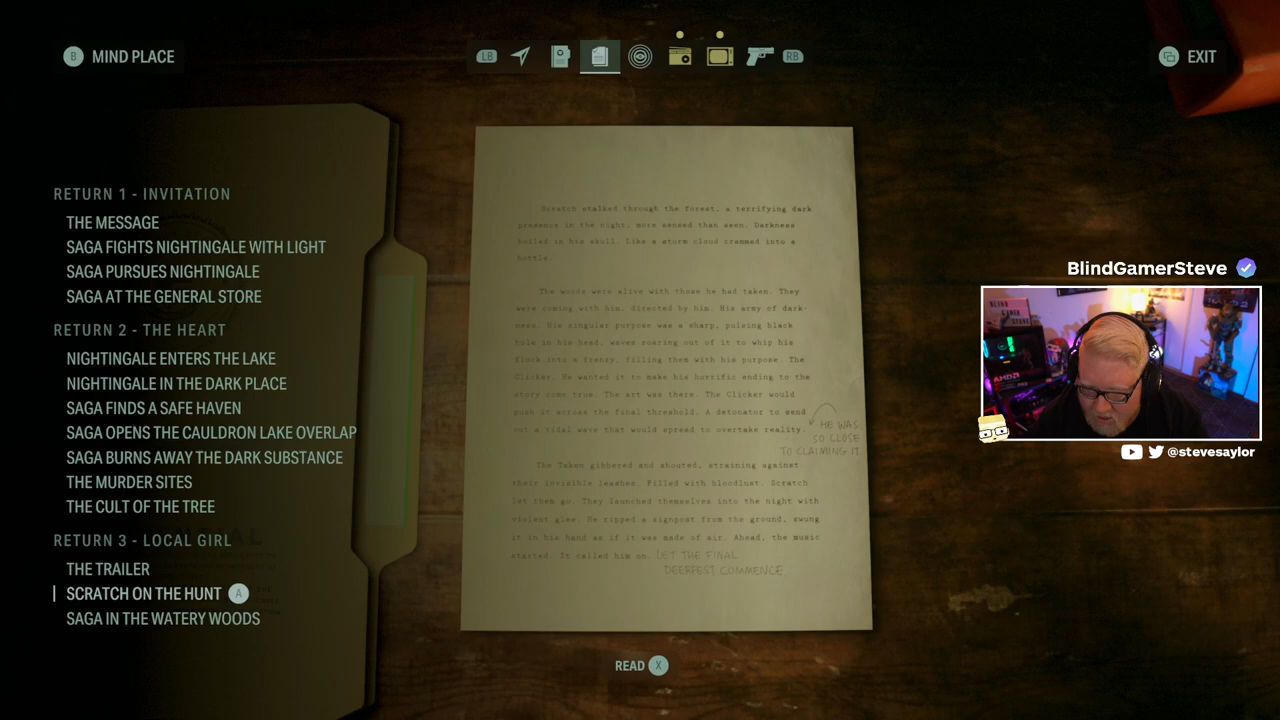 B MIND PLACE
LB
RB
EXIT
RETURN 1 - INVITATION
THE MESSAGE
SAGA FIGHTS NIGHTINGALE WITH LIGHT
SAGA PURSUES NIGHTINGALE
SAGA AT THE GENERAL STORE
RETURN 2 - THE HEART
NIGHTINGALE ENTERS THE LAKE
NIGHTINGALE IN THE DARK PLACE
SAGA FINDS A SAFE HAVEN
SAGA OPENS THE CAULDRON LAKE OVERLAP
SAGA BURNS AWAY THE DARK SUBSTANCE
THE MURDER SITES
THE CULT OF THE TREE
RETURN 3 - LOCAL GIRL
THE TRAILER
SCRATCH ON THE HUNT A
SAGA IN THE WATERY WOODS
Scratch stalked through the forest, a terrifying dark
presence in the night, more sensed than seen. Darkness
boiled in his skull. Like a storm cloud crammed into a
bottle.
The woods were alive with those he had taken. They
were coming with him, directed by him. His army of dark-
ness. His singular purpose was a sharp, pulsing black
hole in his head, waves roaring out of it to whip his
flock into a frenzy, filling them with his purpose. The
Clicker. He wanted it to make his horrific ending to the
story come true. The art was there. The Clicker would
push it across the final threshold. A detonator to send
out a tidal wave that would spread to overtake reality.
HE WAS
SO CLOSE
TO CLAIMING IT
The Taken gibbered and shouted, straining against
their invisible leashes. Filled with bloodlust. Scratch
let them go. They launched themselves into the night with
violent glee. He ripped a signpost from the ground, swung
it in his hand as if it was made of air. Ahead, the music
started. It called him on. LET THE FINAL
DEERFEST COMMENCE.
READ X
BlindGamerSteve
AMD
@stevesaylor